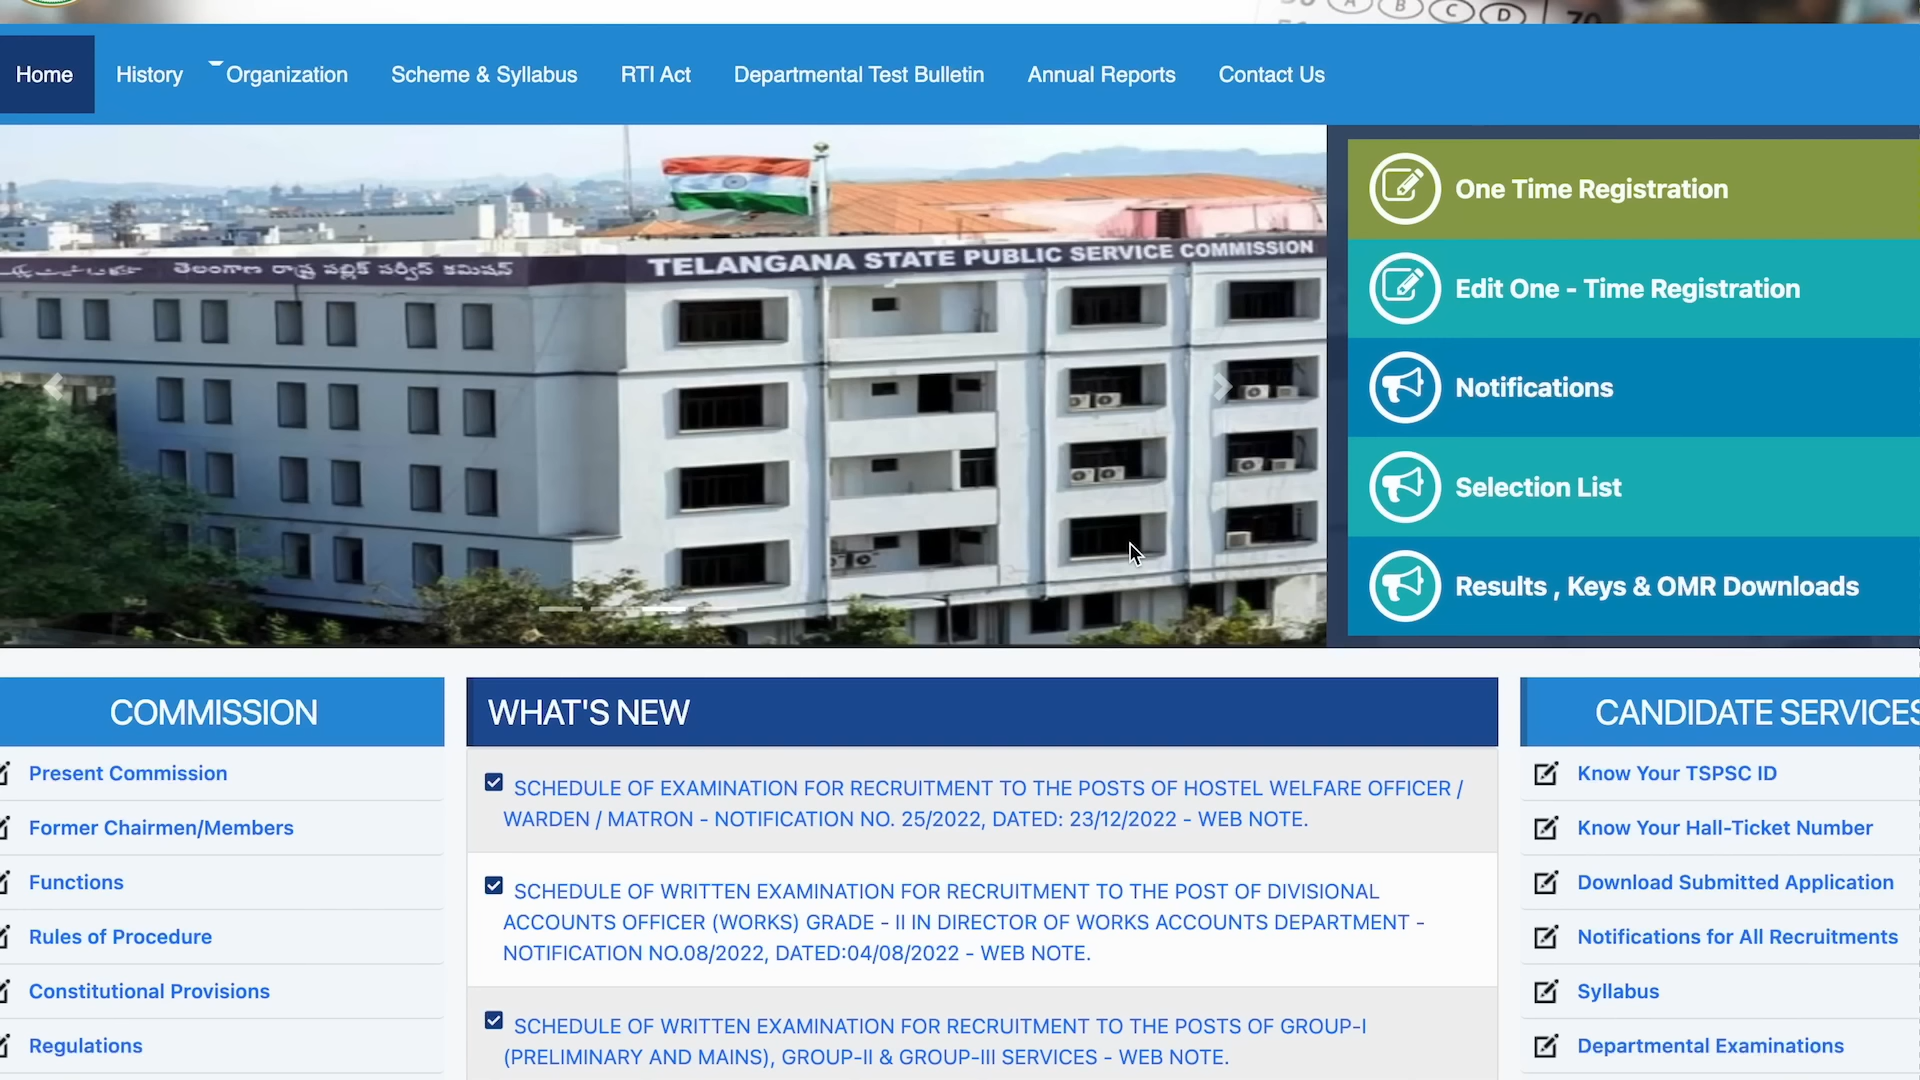 A B C D 70
Home History Organization Scheme & Syllabus RTI Act Departmental Test Bulletin Annual Reports Contact Us
తెలంగాణ రాష్ట్ర పబ్లిక్ సర్వీస్ కమిషన్ TELANGANA STATE PUBLIC SERVICE COMMISSION
One Time Registration
Edit One - Time Registration
Notifications
Selection List
Results , Keys & OMR Downloads
COMMISSION
Present Commission
Former Chairmen/Members
Functions
Rules of Procedure
Constitutional Provisions
Regulations
WHAT'S NEW
SCHEDULE OF EXAMINATION FOR RECRUITMENT TO THE POSTS OF HOSTEL WELFARE OFFICER /
WARDEN / MATRON - NOTIFICATION NO. 25/2022, DATED: 23/12/2022 - WEB NOTE.
SCHEDULE OF WRITTEN EXAMINATION FOR RECRUITMENT TO THE POST OF DIVISIONAL
ACCOUNTS OFFICER (WORKS) GRADE - II IN DIRECTOR OF WORKS ACCOUNTS DEPARTMENT -
NOTIFICATION NO.08/2022, DATED:04/08/2022 - WEB NOTE.
SCHEDULE OF WRITTEN EXAMINATION FOR RECRUITMENT TO THE POSTS OF GROUP-I
(PRELIMINARY AND MAINS), GROUP-II & GROUP-III SERVICES - WEB NOTE.
CANDIDATE SERVICES
Know Your TSPSC ID
Know Your Hall-Ticket Number
Download Submitted Application
Notifications for All Recruitments
Syllabus
Departmental Examinations